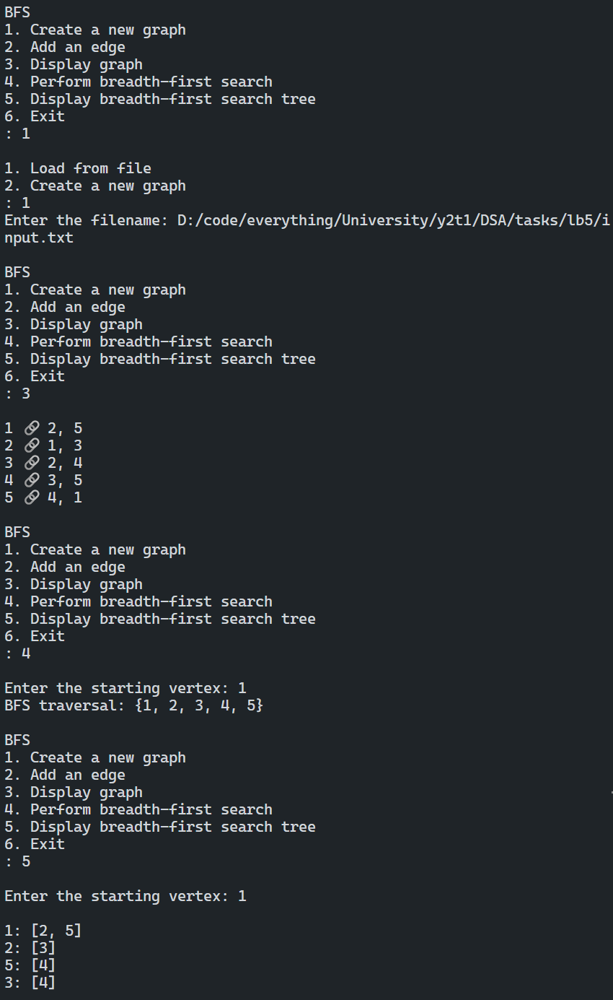 BFS
1. Create a new graph
2. Add an edge
3. Display graph
4. Perform breadth-first search
5. Display breadth-first search tree
6. Exit
: 1
1. Load from file
2. Create a new graph
: 1
Enter the filename: D:/code/everything/University/y2t1/DSA/tasks/lb5/i
nput.txt
BFS
1. Create a new graph
2. Add an edge
3. Display graph
4. Perform breadth-first search
5. Display breadth-first search tree
6. Exit
: 3
1 🔗 2, 5
2 🔗 1, 3
3 🔗 2, 4
4 🔗 3, 5
5 🔗 4, 1
BFS
1. Create a new graph
2. Add an edge
3. Display graph
4. Perform breadth-first search
5. Display breadth-first search tree
6. Exit
: 4
Enter the starting vertex: 1
BFS traversal: {1, 2, 3, 4, 5}
BFS
1. Create a new graph
2. Add an edge
3. Display graph
4. Perform breadth-first search
5. Display breadth-first search tree
6. Exit
: 5
Enter the starting vertex: 1
1: [2, 5]
2: [3]
5: [4]
3: [4]